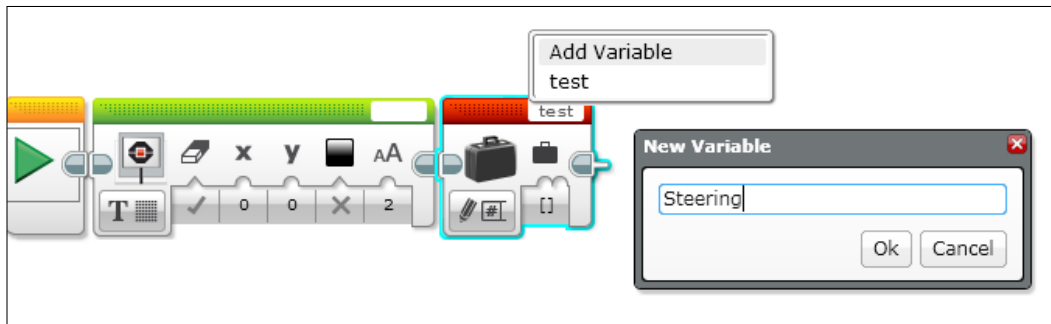 Add Variable
test
test
x y AA
T 0 0 2 # []
New Variable
Steering
Ok Cancel